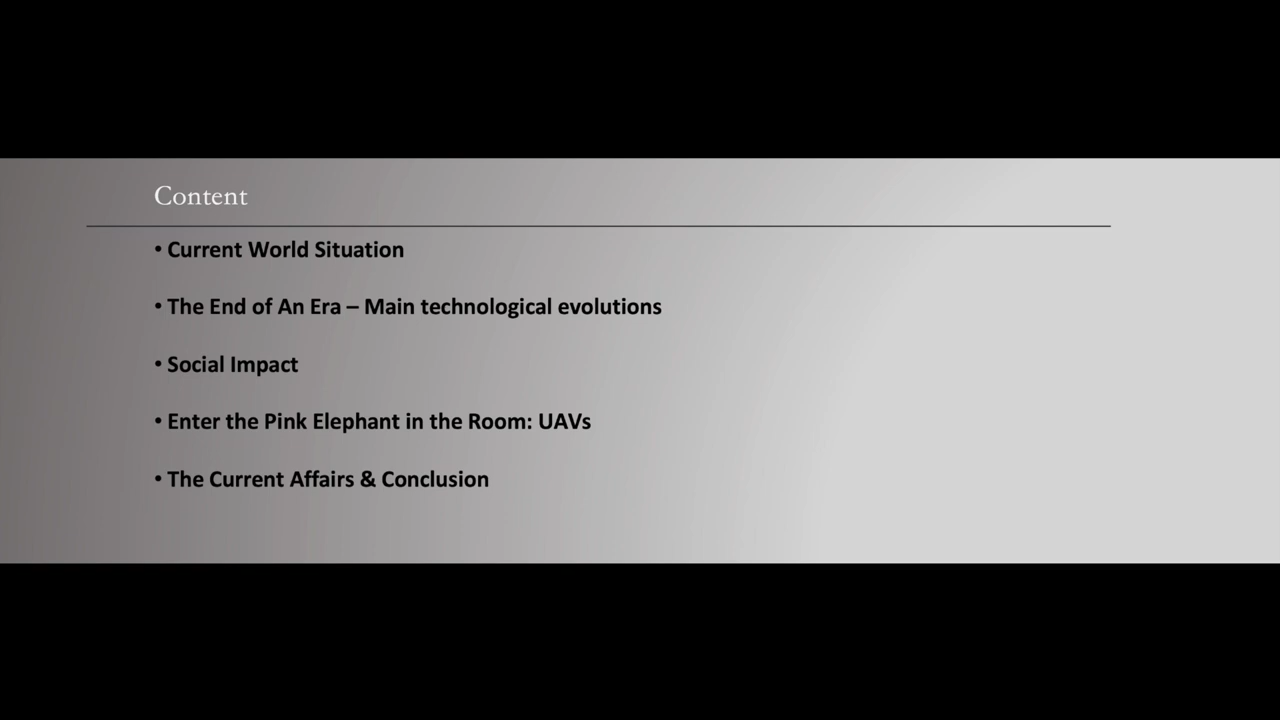 Content
• Current World Situation
• The End of An Era – Main technological evolutions
• Social Impact
• Enter the Pink Elephant in the Room: UAVs
• The Current Affairs & Conclusion